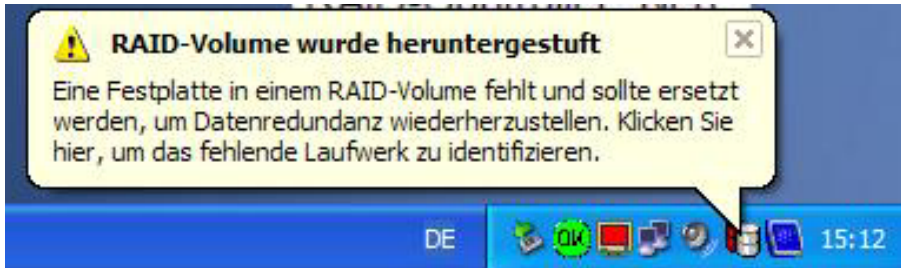 RAID-Volume wurde heruntergestuft
Eine Festplatte in einem RAID-Volume fehlt und sollte ersetzt
werden, um Datenredundanz wiederherzustellen. Klicken Sie
hier, um das fehlende Laufwerk zu identifizieren.
DE
OK
15:12